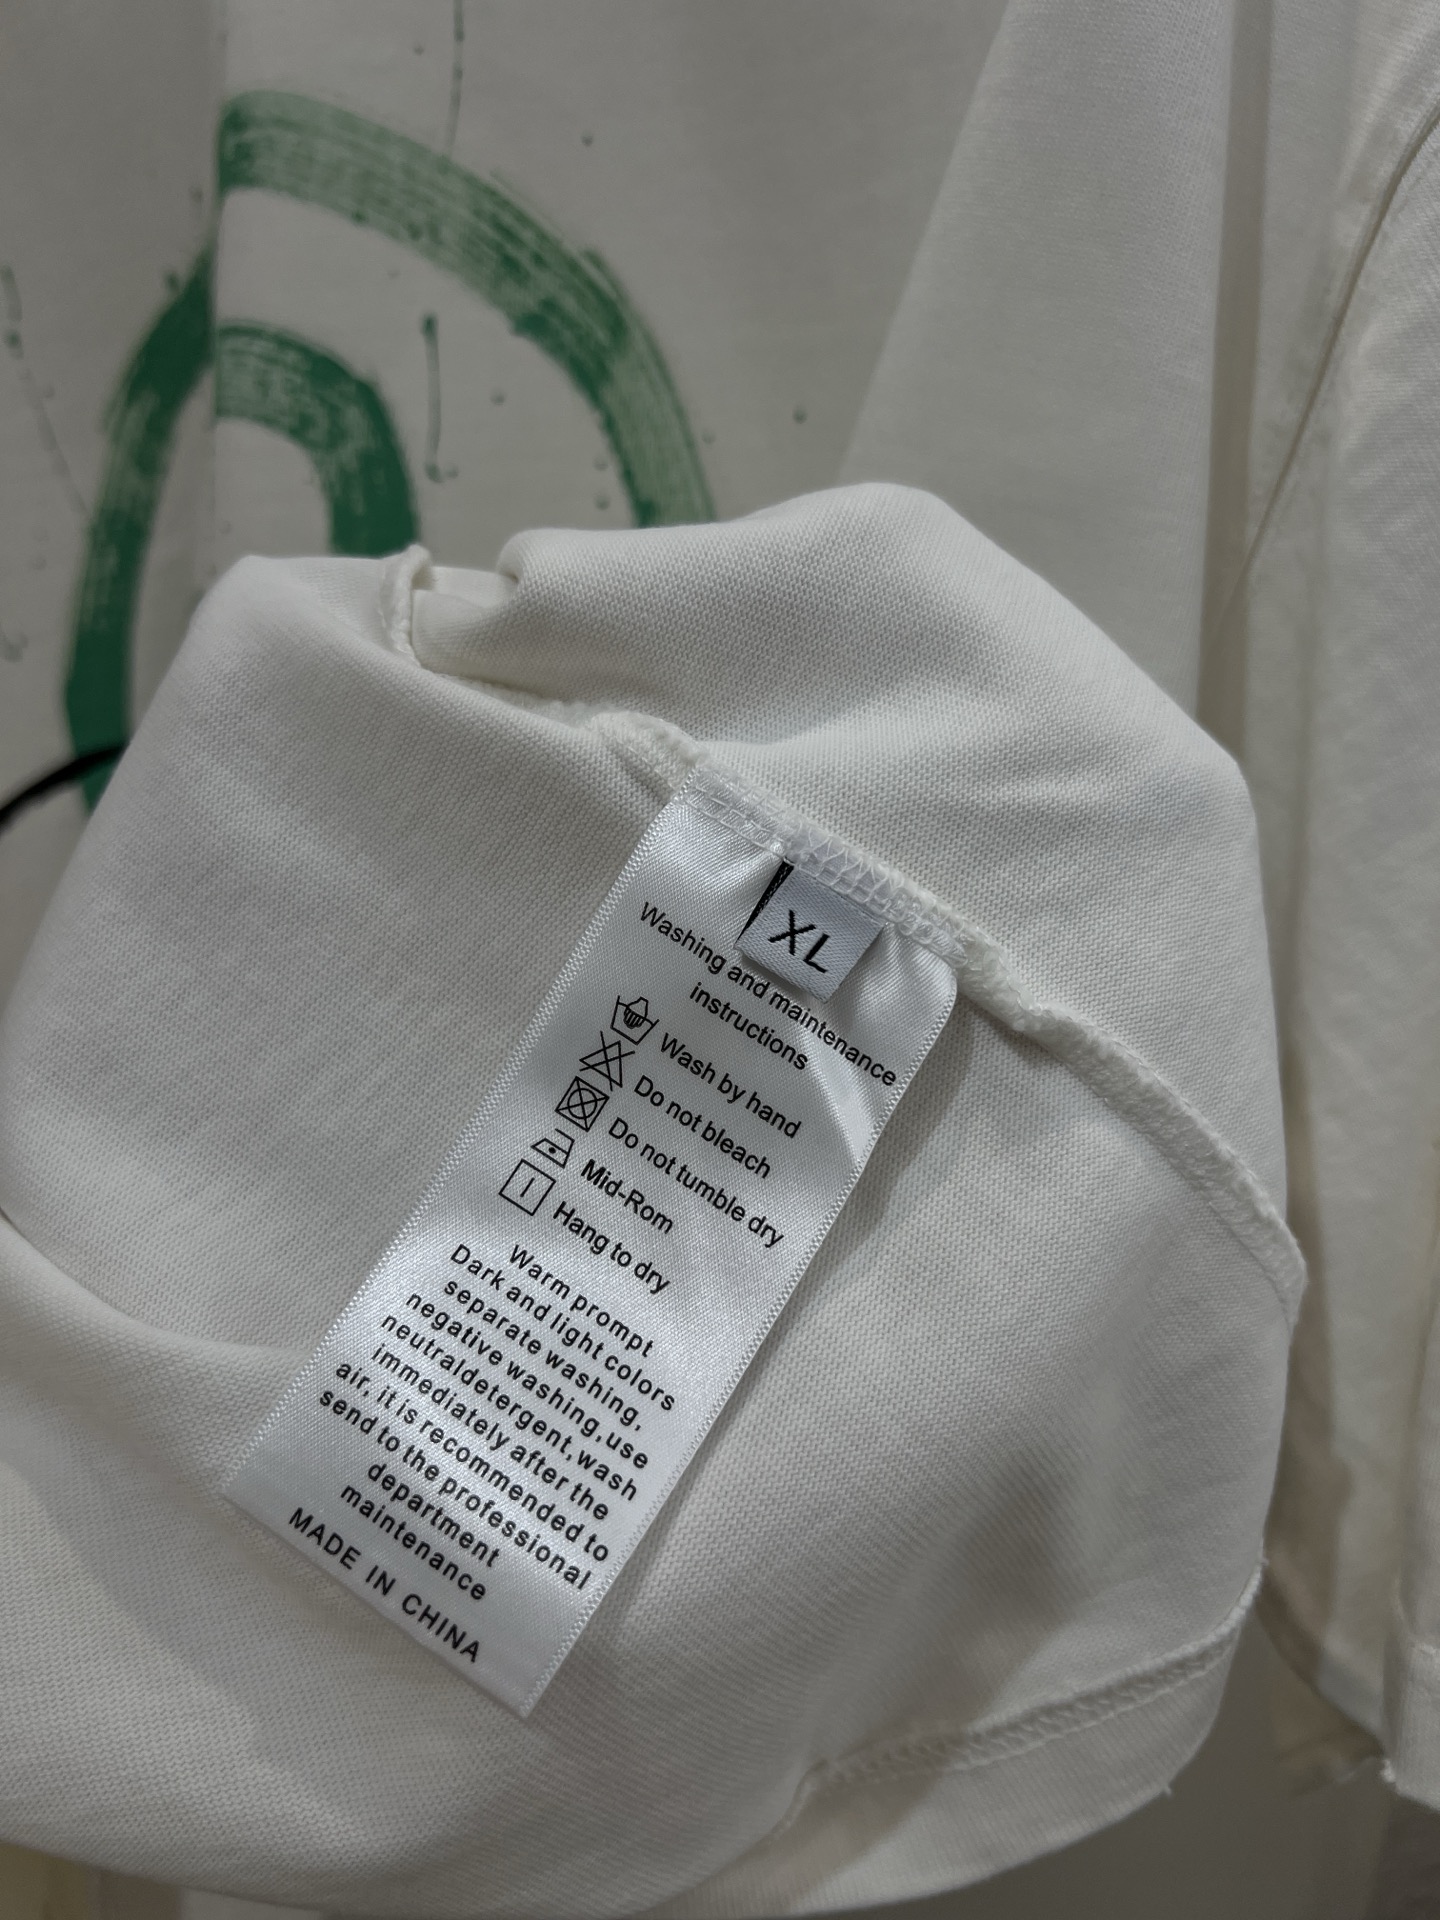 XL
Washing and maintenance
instructions
Wash by hand
Do not bleach
Do not tumble dry
Mid-Rom
Hang to dry
Warm prompt
Dark and light colors
separate washing,
negative washing,use
neutraldetergent,wash
immediately after the
air, it is recommended to
send to the professional
department
maintenance
MADE IN CHINA